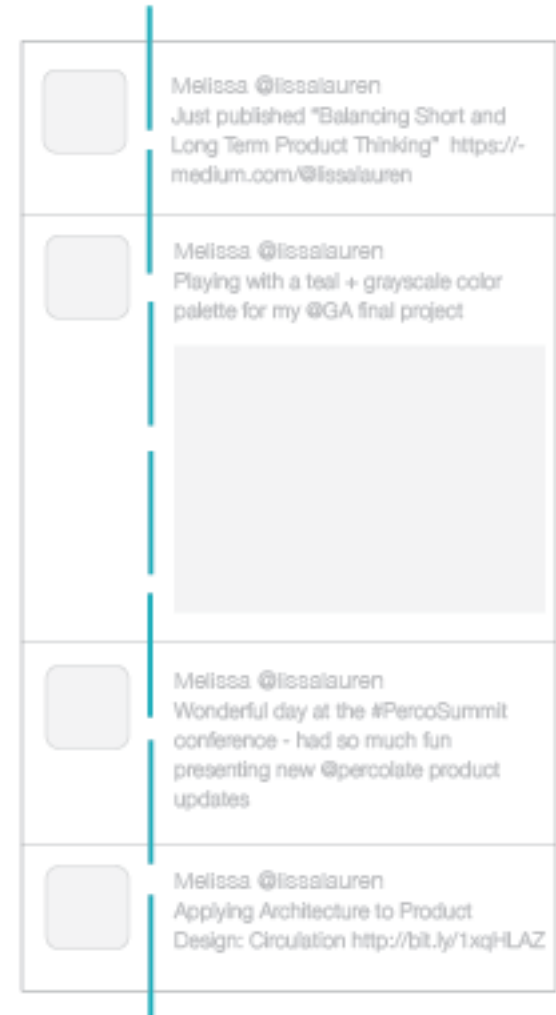 Melissa @lissalauren
Just published "Balancing Short and
Long Term Product Thinking" https://-
medium.com/@lissalauren
Melissa @lissalauren
Playing with a teal + grayscale color
palette for my @GA final project
Melissa @lissalauren
Wonderful day at the #PercoSummit
conference - had so much fun
presenting new @percolate product
updates
Melissa @lissalauren
Applying Architecture to Product
Design: Circulation http://bit.ly/1xqHLAZ